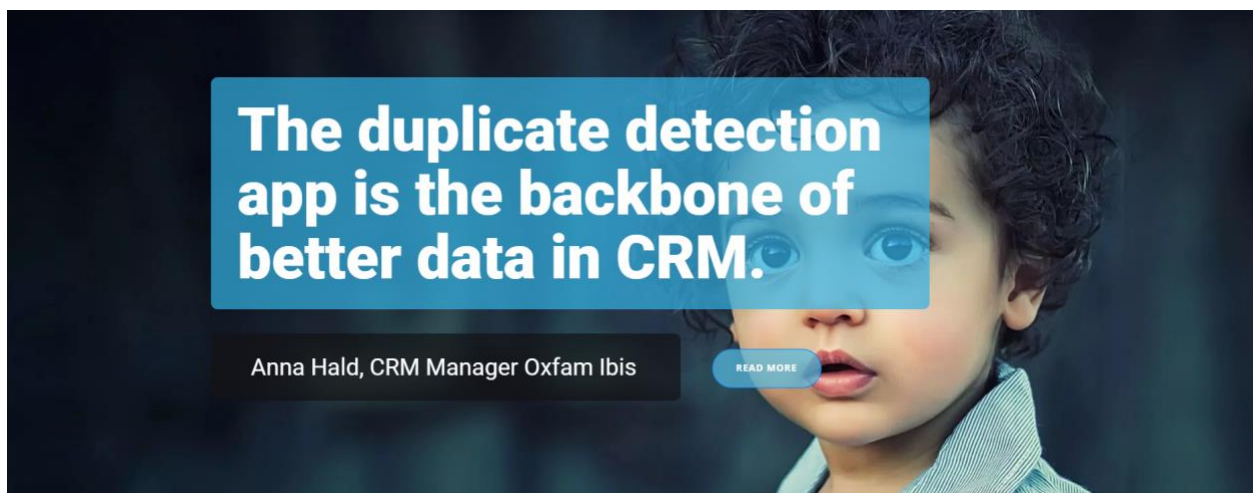 The duplicate detection
app is the backbone of
better data in CRM.
Anna Hald, CRM Manager Oxfam Ibis
READ MORE